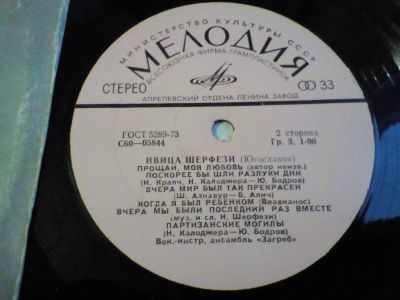 МИНИСТЕРСТВО КУЛЬТУРЫ СССР
МЕЛОДИЯ
ВСЕСОЮЗНАЯ ФИРМА ГРАМПЛАСТИНОК
СТЕРЕО
33
АПРЕЛЕВСКИЙ ОРДЕНА ЛЕНИНА ЗАВОД
ГОСТ 5289-73
2 сторона
С60—05844
Гр. 3, 1-90
ИВИЦА ШЕРФЕЗИ (Югославия)
ПРОЩАЙ, МОЯ ЛЮБОВЬ (автор неизв.)
ПОСКОРЕЕ БЫ ШЛИ РАЗЛУКИ ДНИ
(И. Краяч, Н. Калоджера—Ю. Бодров)
ВЧЕРА МИР БЫЛ ТАК ПРЕКРАСЕН
(Ш. Азнавур—Б. Алич)
КОГДА Я БЫЛ РЕБЕНКОМ (Влавианос)
ВЧЕРА МЫ БЫЛИ ПОСЛЕДНИЙ РАЗ ВМЕСТЕ
(муз. и сл. И. Шерфези)
ПАРТИЗАНСКИЕ МОГИЛЫ
(Н. Калоджера—Ю. Бодров)
Вок.-инстр. ансамбль «Загреб»